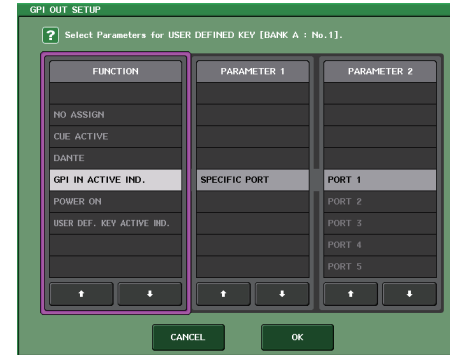 GPI OUT SETUP
? Select Parameters for USER DEFINED KEY [BANK A : No.1].
FUNCTION PARAMETER 1 PARAMETER 2
NO ASSIGN
CUE ACTIVE
DANTE
GPI IN ACTIVE IND. SPECIFIC PORT PORT 1
POWER ON PORT 2
USER DEF. KEY ACTIVE IND. PORT 3
PORT 4
PORT 5
CANCEL OK